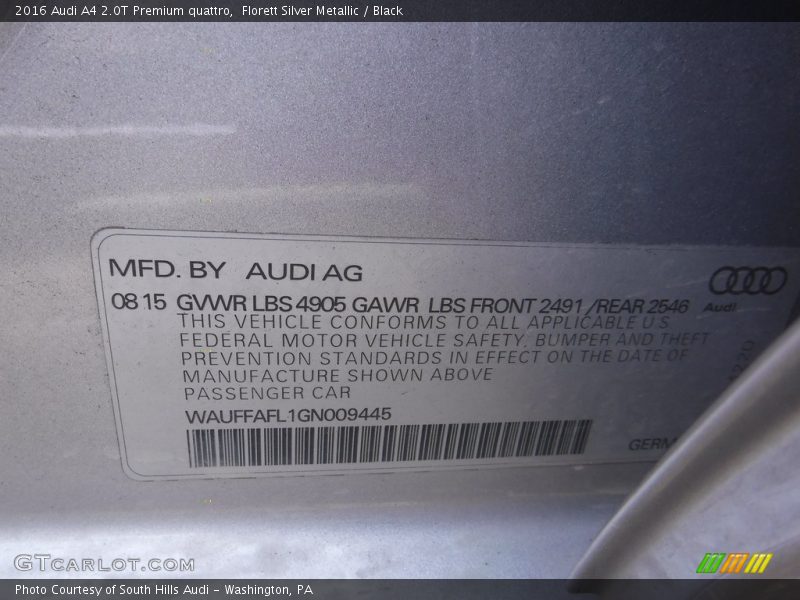 2016 Audi A4 2.0T Premium quattro,  Florett Silver Metallic / Black
MFD. BY AUDI AG
08 15 GVWR LBS 4905 GAWR LBS FRONT 2491 /REAR 2546
Audi
THIS VEHICLE CONFORMS TO ALL APPLICABLE U S
FEDERAL MOTOR VEHICLE SAFETY, BUMPER AND THEFT
PREVENTION STANDARDS IN EFFECT ON THE DATE OF
MANUFACTURE SHOWN ABOVE
PASSENGER CAR
WAUFFAFL1GN009445
GERM
GTCARLOT.COM
Photo Courtesy of South Hills Audi - Washington, PA